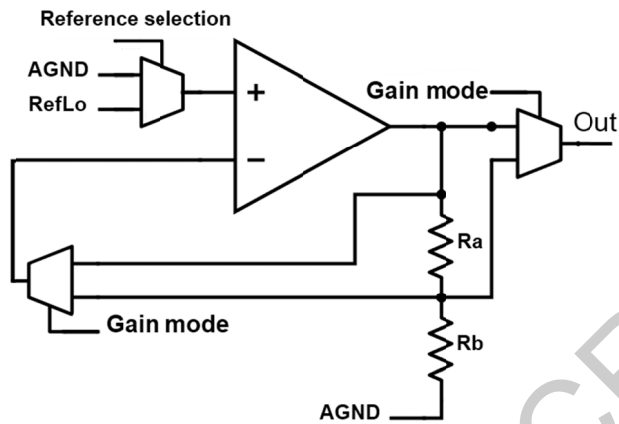 Reference selection
AGND
RefLo
+
−
Gain mode
Out
Ra
Gain mode
Rb
AGND